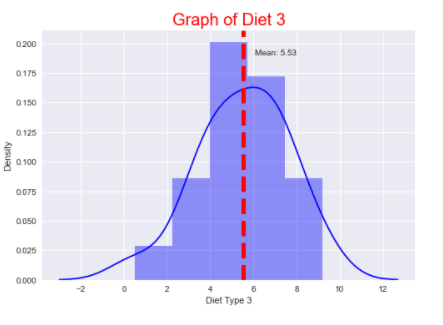 Graph of Diet 3
Mean: 5.53
0.200
0.175
0.150
0.125
0.100
0.075
0.050
0.025
0.000
Density
−2 0 2 4 6 8 10 12
Diet Type 3